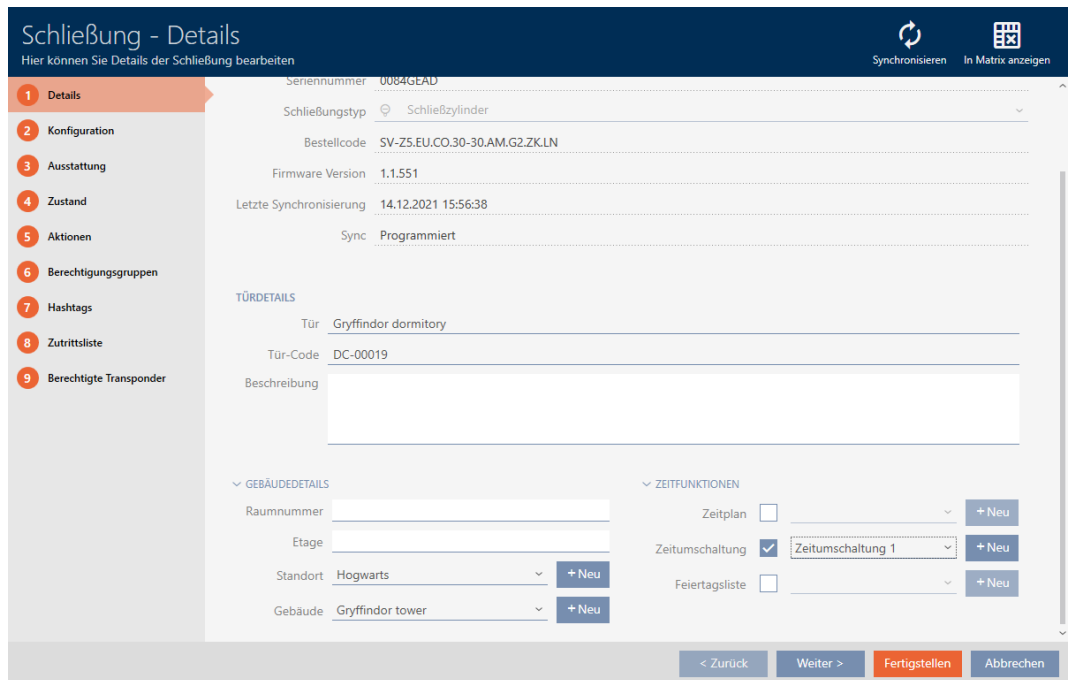 Schließung - Details
Hier können Sie Details der Schließung bearbeiten
Synchronisieren
In Matrix anzeigen
1 Details
2 Konfiguration
3 Ausstattung
4 Zustand
5 Aktionen
6 Berechtigungsgruppen
7 Hashtags
8 Zutrittsliste
9 Berechtigte Transponder
Seriennummer 0084GEAD
Schließungstyp Schließzylinder
Bestellcode SV-Z5.EU.CO.30-30.AM.G2.ZK.LN
Firmware Version 1.1.551
Letzte Synchronisierung 14.12.2021 15:56:38
Sync Programmiert
TÜRDETAILS
Tür Gryffindor dormitory
Tür-Code DC-00019
Beschreibung
GEBÄUDEDETAILS
Raumnummer
Etage
Standort Hogwarts +Neu
Gebäude Gryffindor tower +Neu
ZEITFUNKTIONEN
Zeitplan +Neu
Zeitumschaltung Zeitumschaltung 1 +Neu
Feiertagsliste +Neu
< Zurück Weiter > Fertigstellen Abbrechen